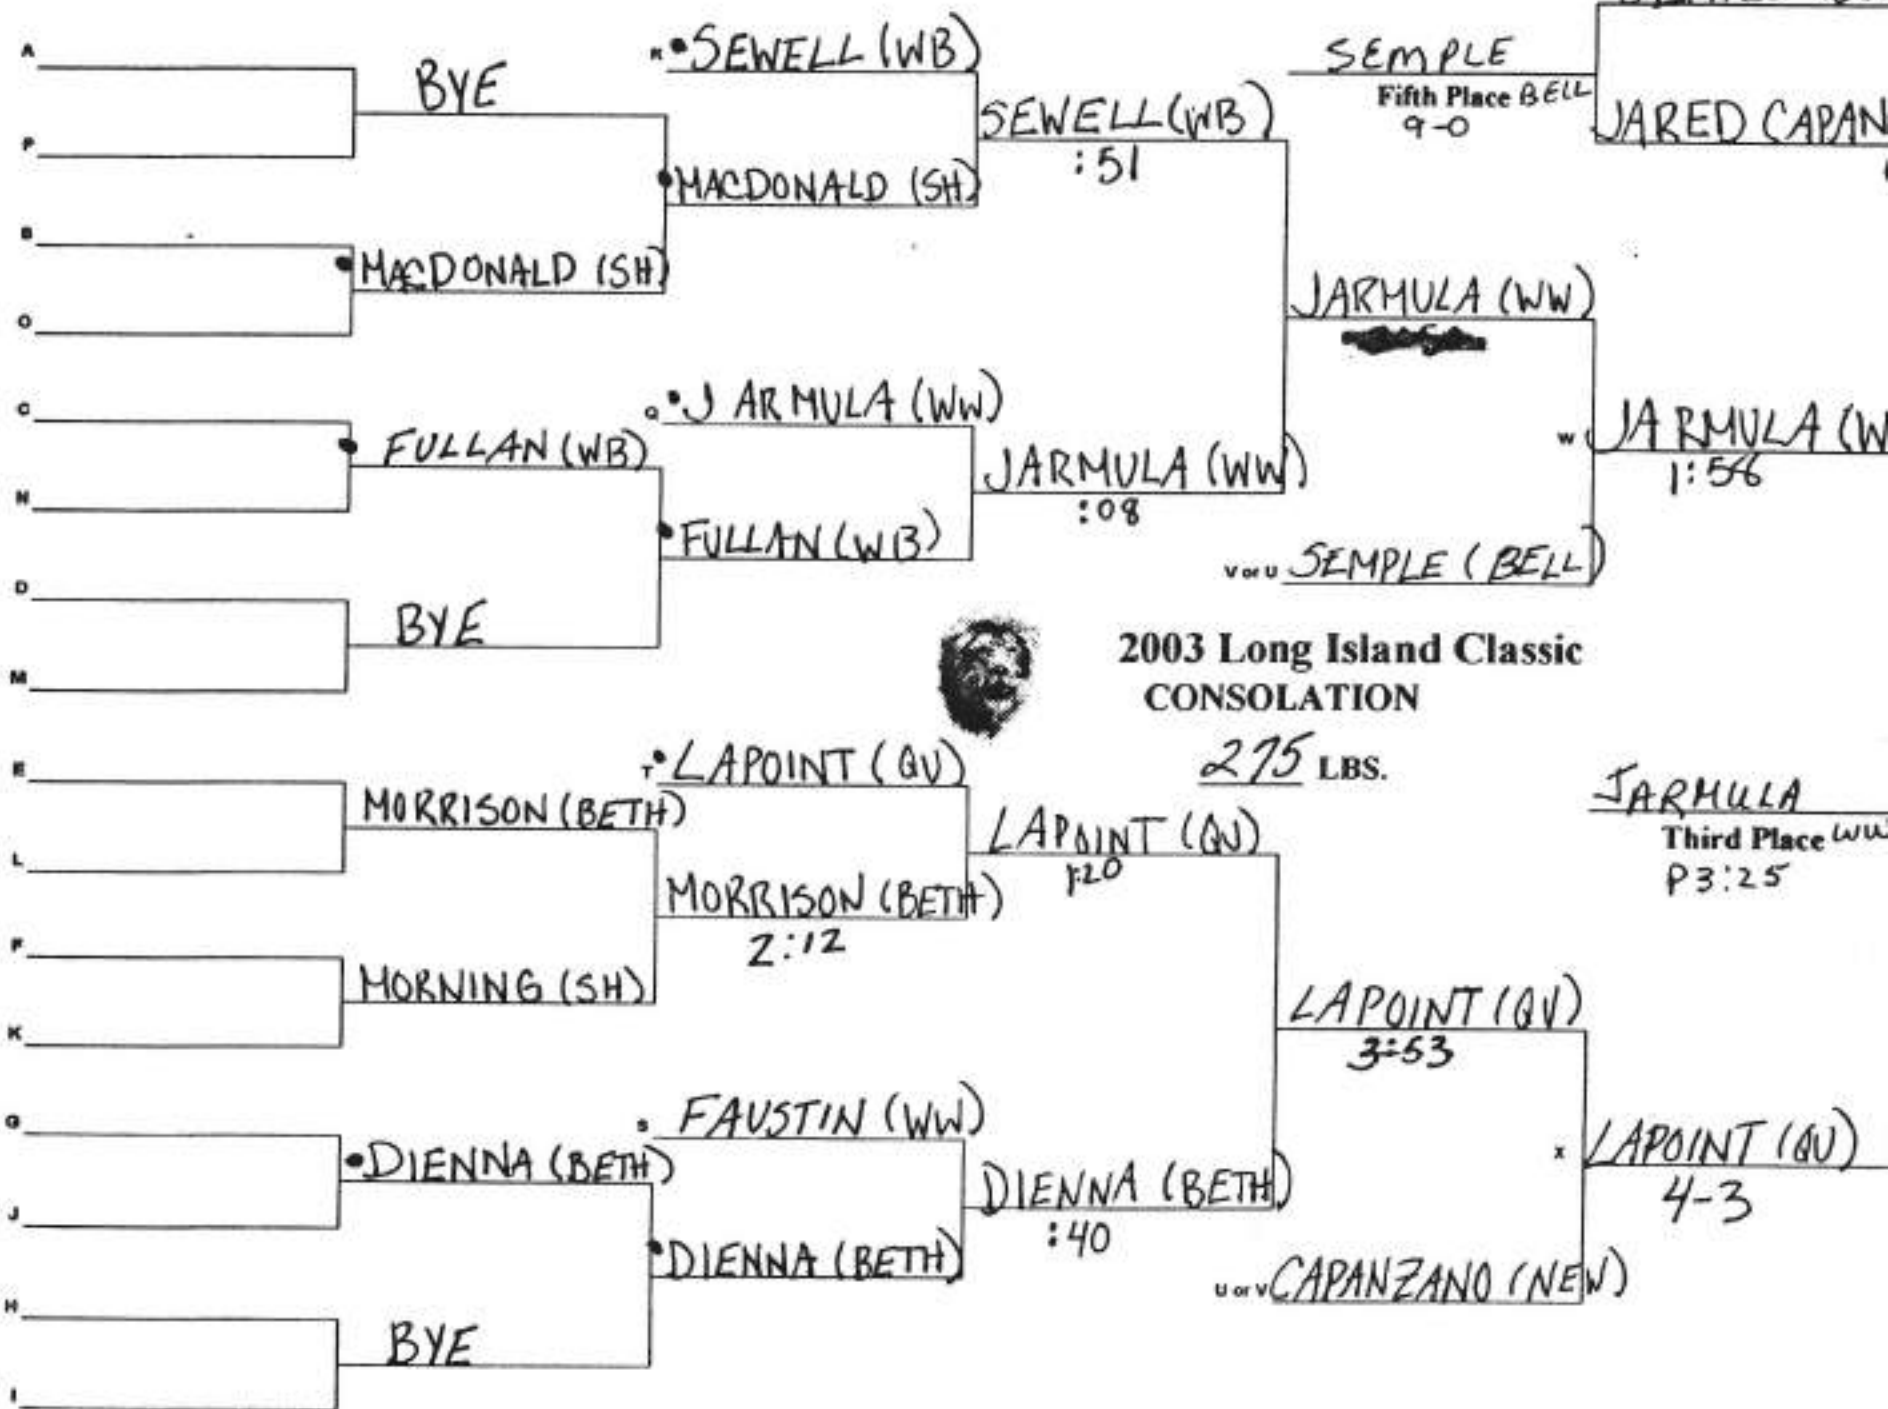 A
BYE
P
B
MACDONALD (SH)
O
C
FULLAN (WB)
N
D
BYE
M
E
MORRISON (BETH)
L
F
MORNING (SH)
K
G
DIENNA (BETH)
J
H
BYE
I
R SEWELL (WB)
MACDONALD (SH)
Q JARMULA (WW)
FULLAN (WB)
T LAPOINT (QV)
MORRISON (BETH)
2:12
S FAUSTIN (WW)
DIENNA (BETH)
SEWELL (WB)
:51
JARMULA (WW)
:08
LAPOINT (QV)
1:20
DIENNA (BETH)
:40
SEMPLE
Fifth Place BELL
9-0
JARED CAPAN
JARMULA (WW)
V or U SEMPLE (BELL)
W JARMULA (W
2003 Long Island Classic
CONSOLATION
275 LBS.
JARMULA
Third Place WW
P3:25
LAPOINT (QV)
3:53
U or V CAPANZANO (NEW)
X LAPOINT (QV)
4-3